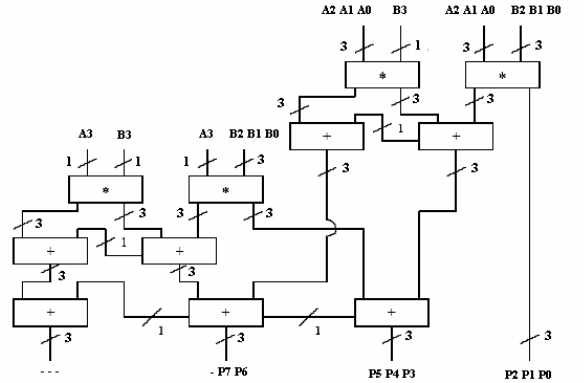 A2 A1 A0 B3 A2 A1 A0 B2 B1 B0
3 1 3 3
* *
3 3 3 3
+ 1 +
A3 B3 A3 B2 B1 B0
1 1 1 3
3 3
* *
3 3 3 3
+ 1 +
3 3
+ + +
1 1
3 3 3 3
- - - - P7 P6 P5 P4 P3 P2 P1 P0